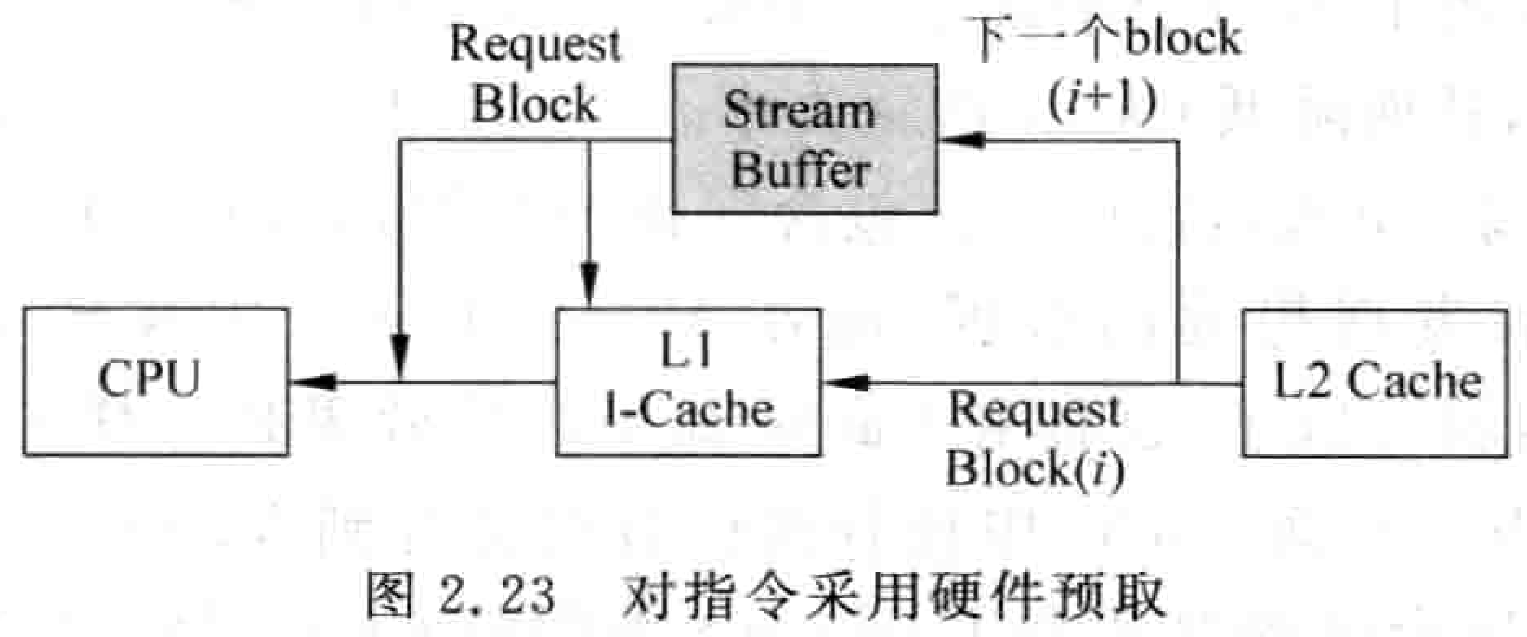 Request
Block
Stream
Buffer
下一个block
(i+1)
CPU
L1
I-Cache
Request
Block(i)
L2 Cache
图 2.23 对指令采用硬件预取